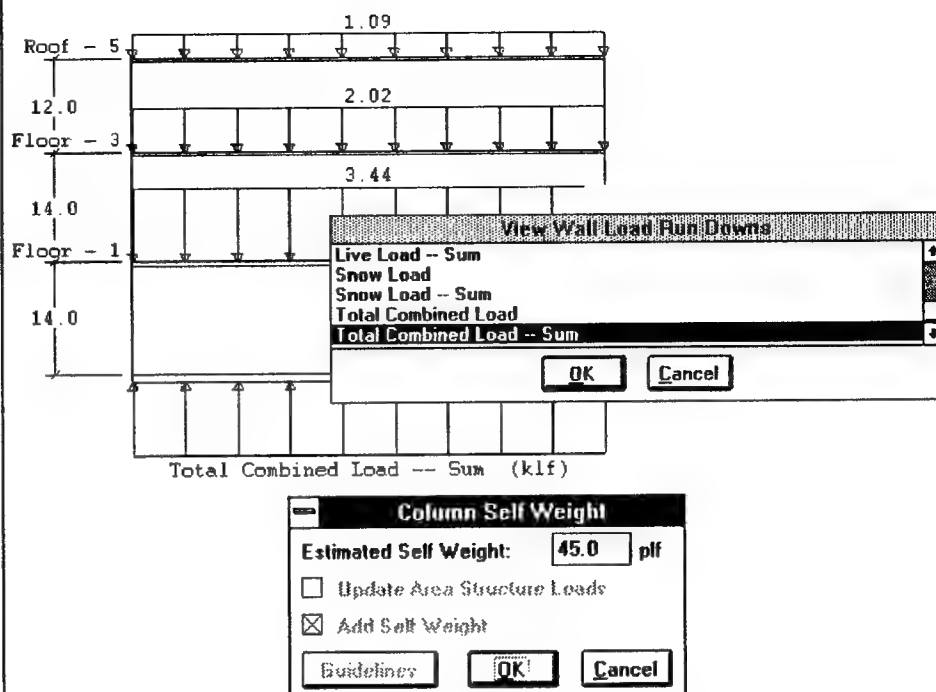 1.09
Roof - 5
12.0
2.02
Floor - 3
3.44
14.0
Floor - 1
14.0
View Wall Load Run Downs
Live Load -- Sum
Snow Load
Snow Load -- Sum
Total Combined Load
Total Combined Load -- Sum
OK
Cancel
Total Combined Load -- Sum (klf)
Column Self Weight
Estimated Self Weight: 45.0 plf
Update Area Structure Loads
Add Self Weight
Guidelines
OK
Cancel